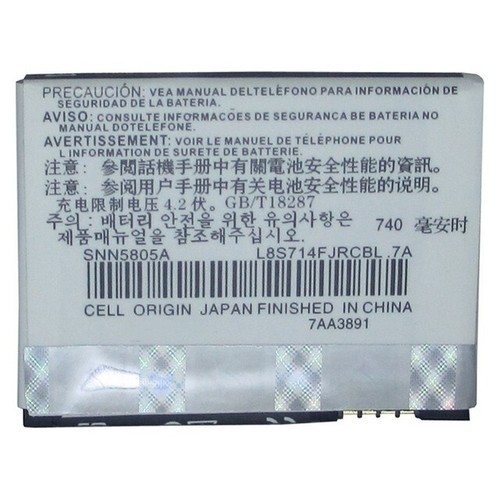 PRECAUCIÓN: VEA MANUAL DELTELÈFONO PARA INFORMACIÓN DE
SEGURIDAD DE LA BATERIA.
AVISO: CONSULTE INFORMACOES DE SEGURANCA BE BATERIA NO
MANUAL DOTELEFONE.
AVERTISSEMENT: VOIR LE MANUEL DE TÉLÉPHONE POUR
L'INFORMATION DE SURETE DE BATTERIE.
注意: 參閱話機手册中有關電池安全性能的資訊.
注意: 参阅用户手册中有关电池安全性能的说明.
充电限制电压 4.2伏. GB/T18287
주의: 배터리 안전을 위한 유의사항은
제품매뉴얼을 참조하십시요.
740 毫安时
SNN5805A
L8S714FJRCBL .7A
CELL ORIGIN JAPAN FINISHED IN CHINA
7AA3891